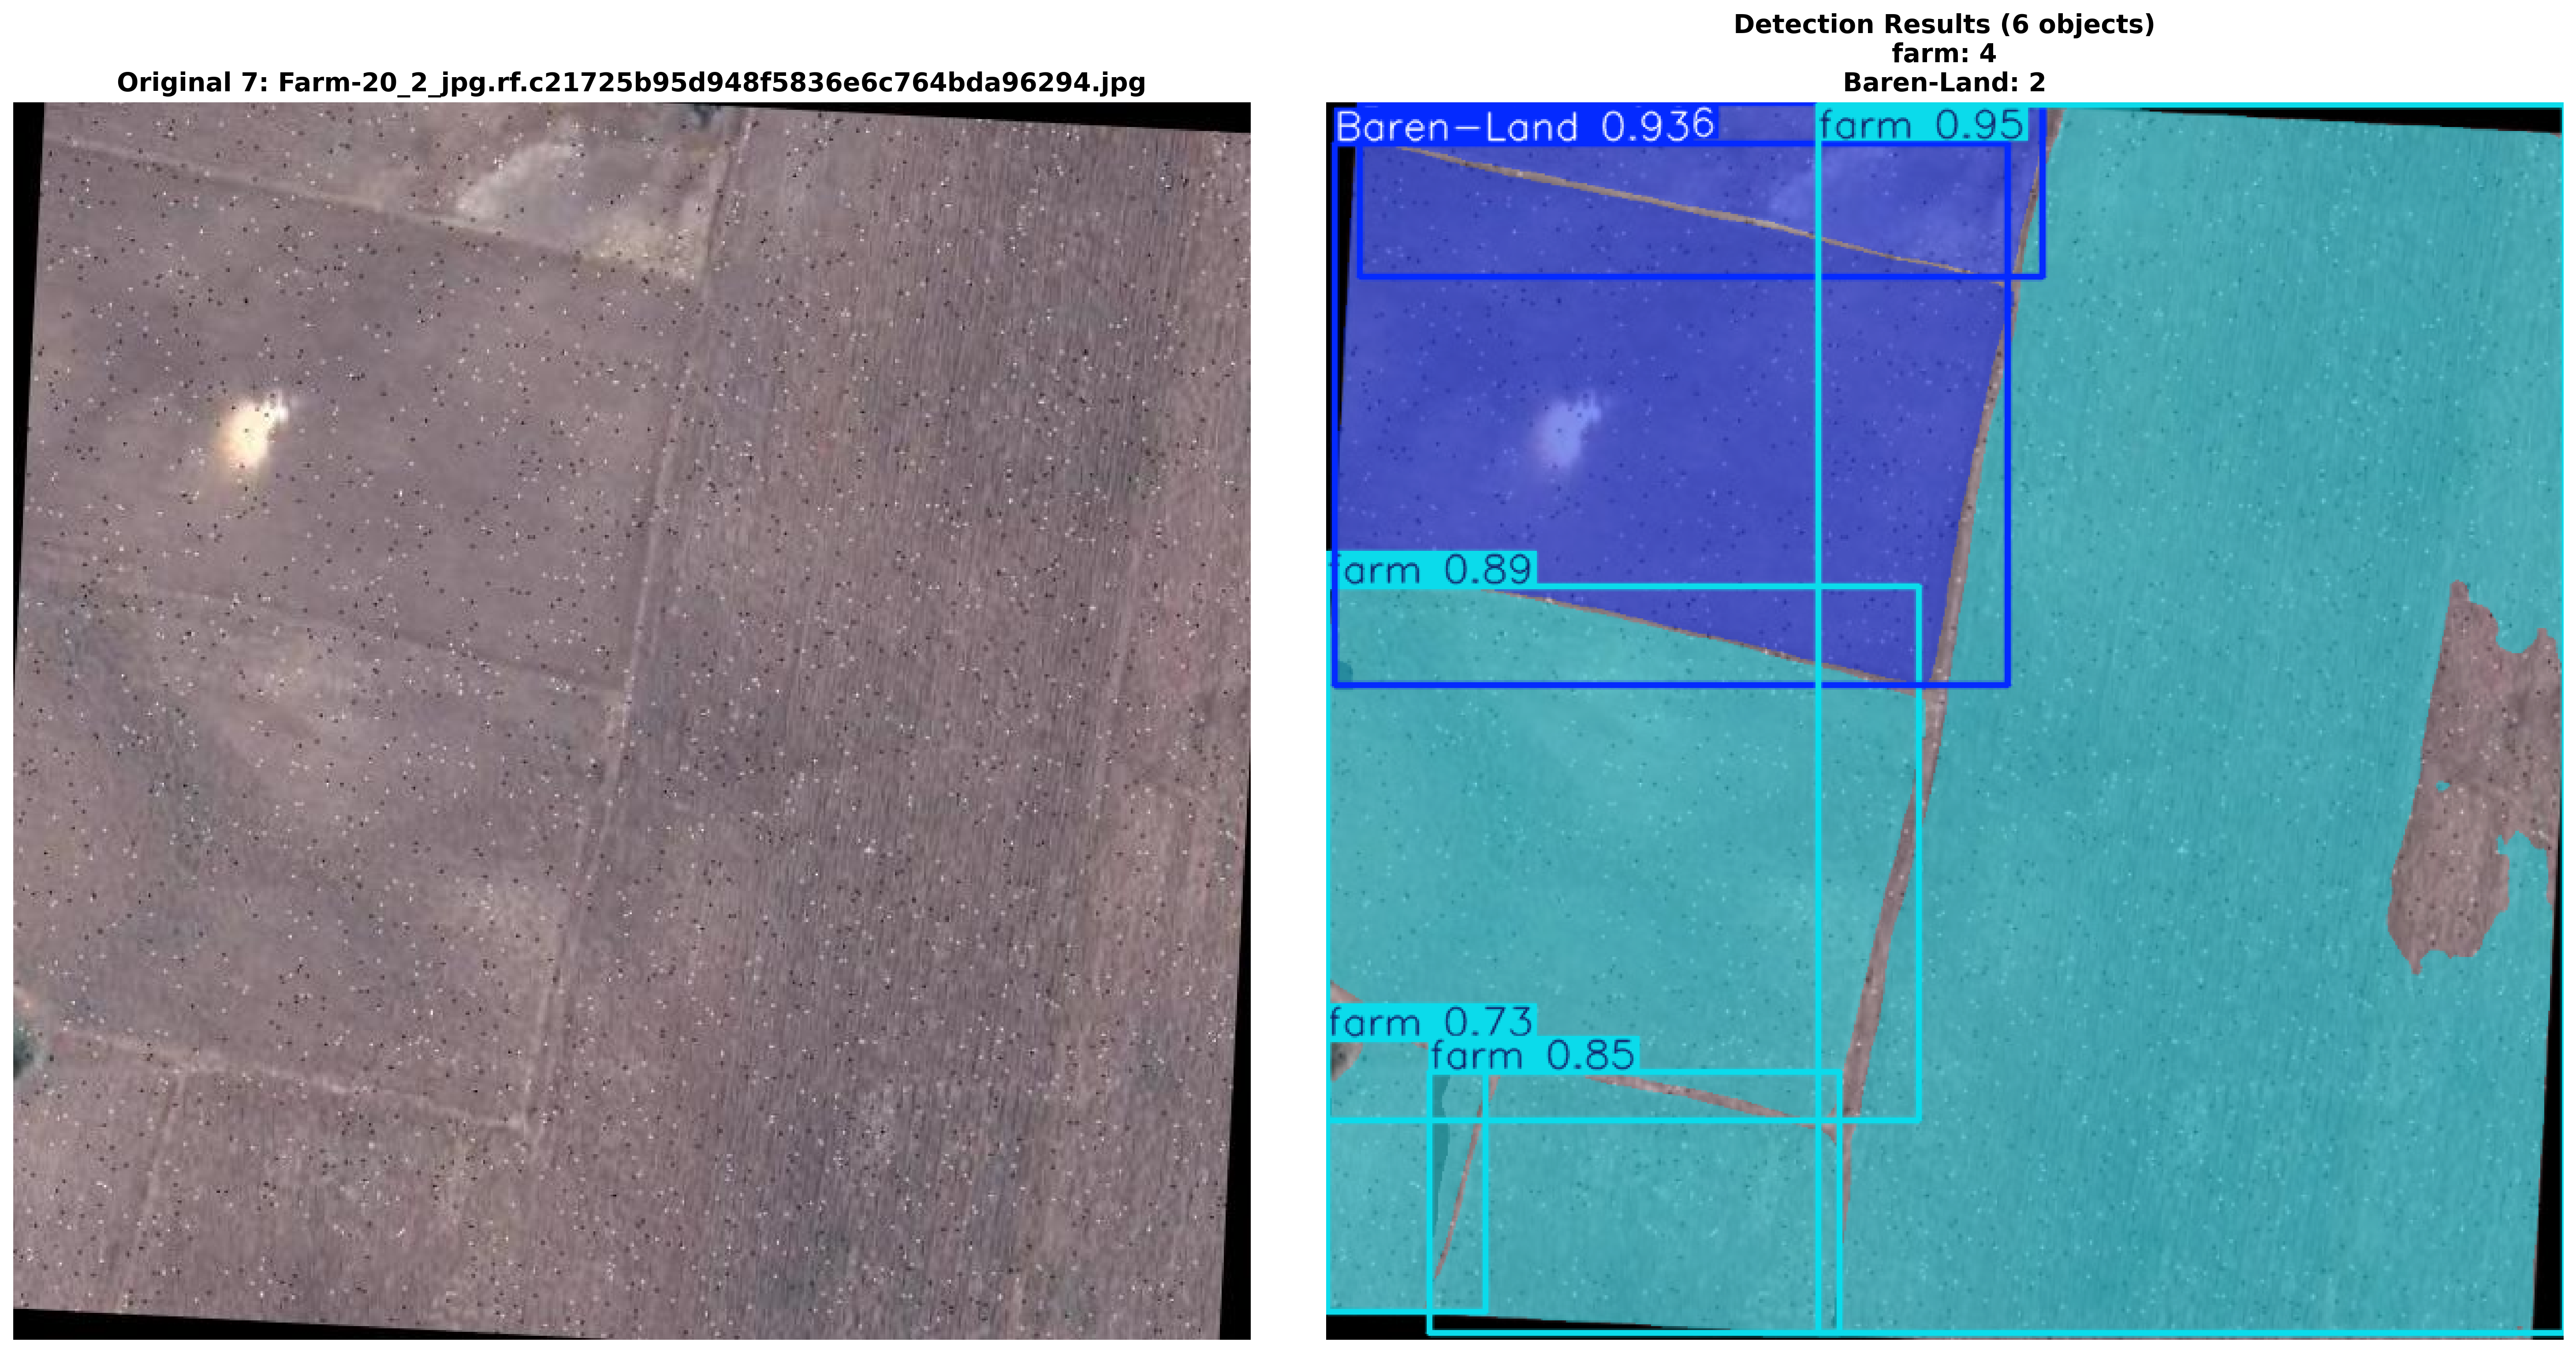 Original 7: Farm-20_2_jpg.rf.c21725b95d948f5836e6c764bda96294.jpg
Detection Results (6 objects)
farm: 4
Baren-Land: 2
Baren-Land 0.936
farm 0.95
farm 0.89
farm 0.73
farm 0.85